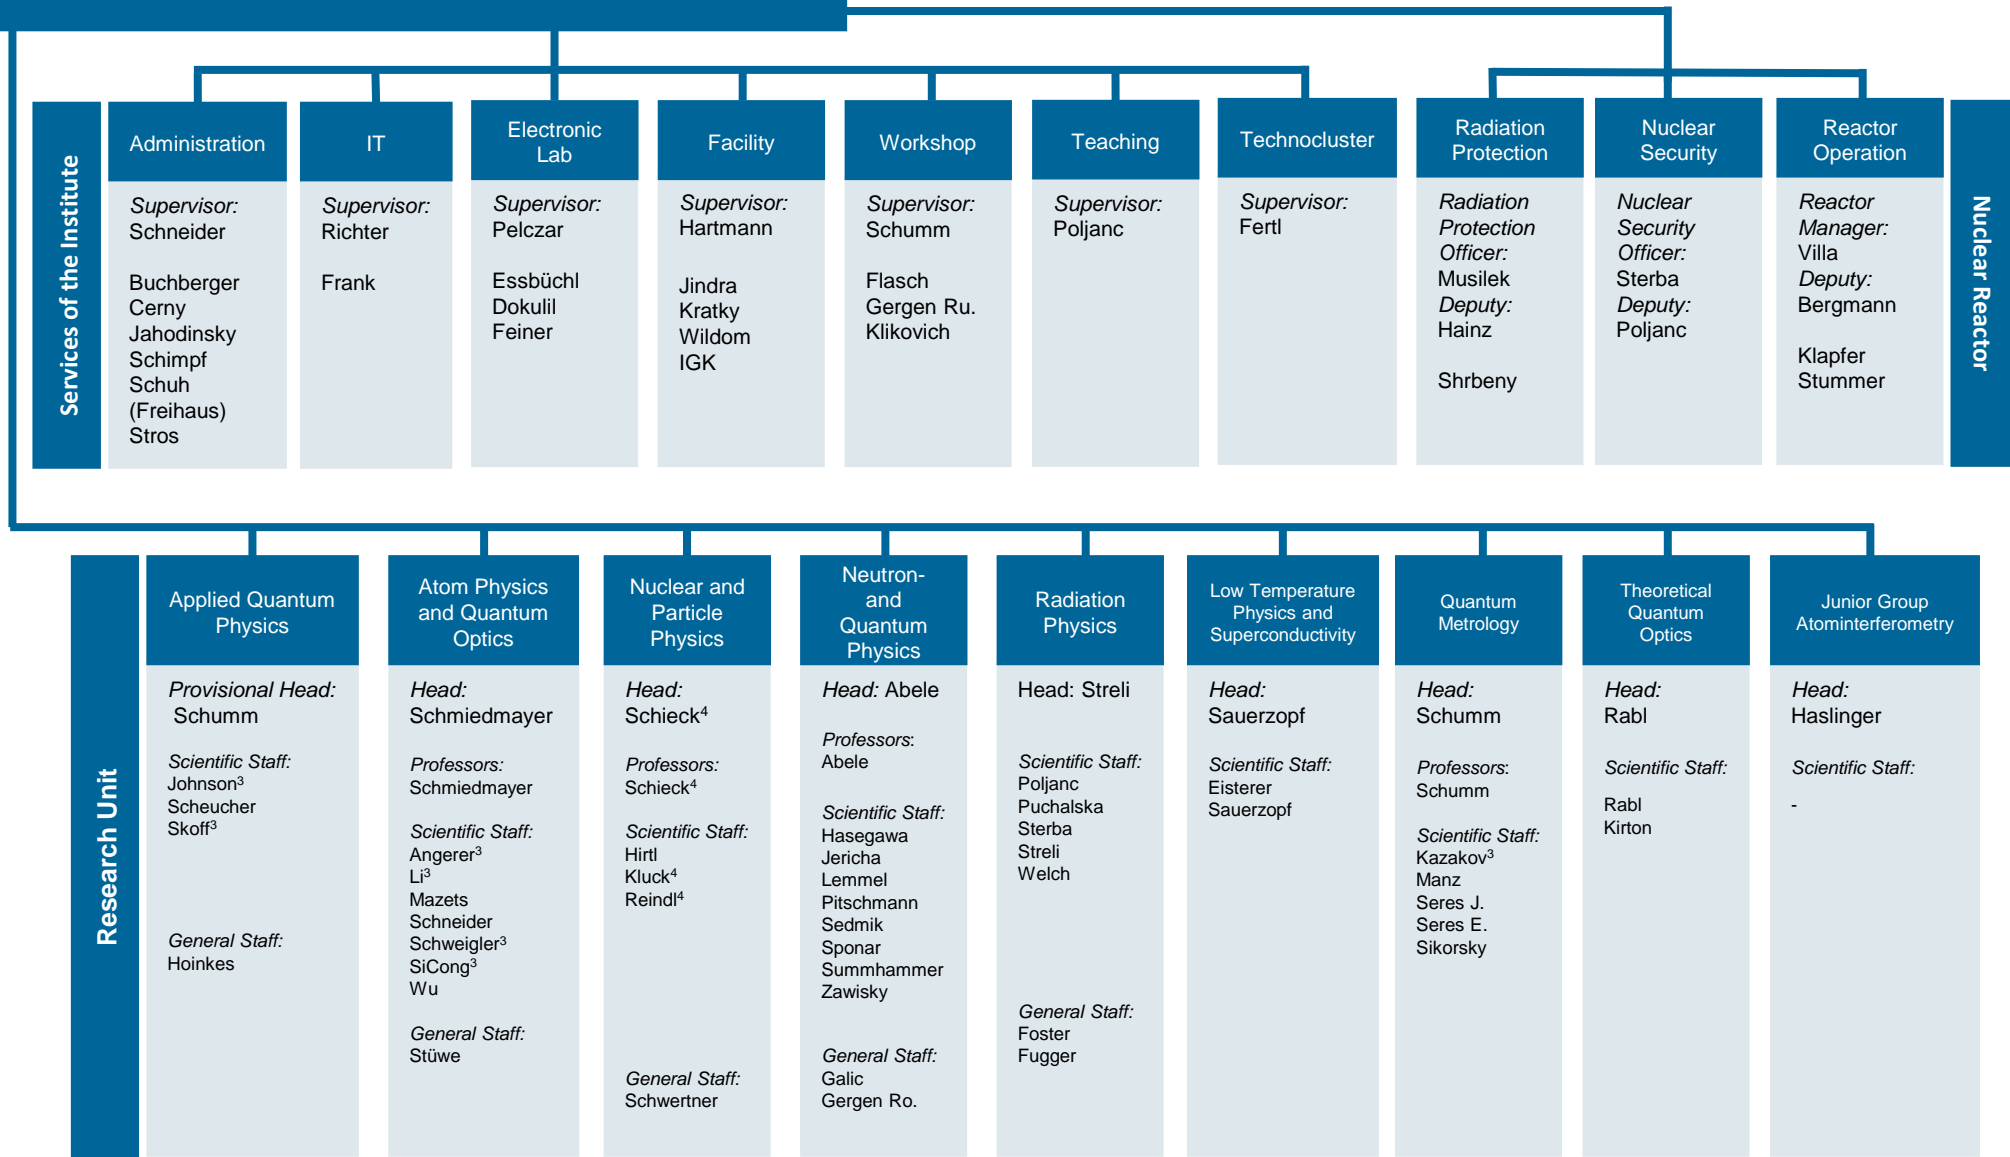 Services of the Institute
Administration
Supervisor:
Schneider
Buchberger
Cerny
Jahodinsky
Schimpf
Schuh
(Freihaus)
Stros
IT
Supervisor:
Richter
Frank
Electronic
Lab
Supervisor:
Pelczar
Essbüchl
Dokulil
Feiner
Facility
Supervisor:
Hartmann
Jindra
Kratky
Wildom
IGK
Workshop
Supervisor:
Schumm
Flasch
Gergen Ru.
Klikovich
Teaching
Supervisor:
Poljanc
Technocluster
Supervisor:
Fertl
Radiation
Protection
Radiation
Protection
Officer:
Musilek
Deputy:
Hainz
Shrbeny
Nuclear
Security
Nuclear
Security
Officer:
Sterba
Deputy:
Poljanc
Reactor
Operation
Reactor
Manager:
Villa
Deputy:
Bergmann
Klapfer
Stummer
Nuclear Reactor
Research Unit
Applied Quantum
Physics
Provisional Head:
Schumm
Scientific Staff:
Johnson³
Scheucher
Skoff³
General Staff:
Hoinkes
Atom Physics
and Quantum
Optics
Head:
Schmiedmayer
Professors:
Schmiedmayer
Scientific Staff:
Angerer³
Li³
Mazets
Schneider
Schweigler³
SiCong³
Wu
General Staff:
Stüwe
Nuclear and
Particle
Physics
Head:
Schieck⁴
Professors:
Schieck⁴
Scientific Staff:
Hirtl
Kluck⁴
Reindl⁴
General Staff:
Schwertner
Neutron-
and
Quantum
Physics
Head: Abele
Professors:
Abele
Scientific Staff:
Hasegawa
Jericha
Lemmel
Pitschmann
Sedmik
Sponar
Summhammer
Zawisky
General Staff:
Galic
Gergen Ro.
Radiation
Physics
Head: Streli
Scientific Staff:
Poljanc
Puchalska
Sterba
Streli
Welch
General Staff:
Foster
Fugger
Low Temperature
Physics and
Superconductivity
Head:
Sauerzopf
Scientific Staff:
Eisterer
Sauerzopf
Quantum
Metrology
Head:
Schumm
Professors:
Schumm
Scientific Staff:
Kazakov³
Manz
Seres J.
Seres E.
Sikorsky
Theoretical
Quantum
Optics
Head:
Rabl
Scientific Staff:
Rabl
Kirton
Junior Group
Atominterferometry
Head:
Haslinger
Scientific Staff:
-